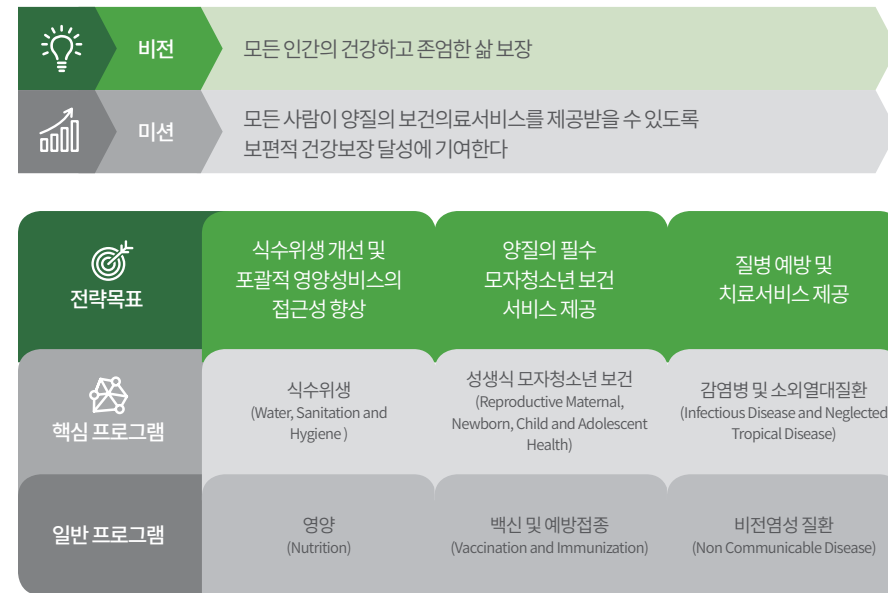 비전
모든 인간의 건강하고 존엄한 삶 보장
미션
모든 사람이 양질의 보건의료서비스를 제공받을 수 있도록
보편적 건강보장 달성에 기여한다
전략목표
식수위생 개선 및
포괄적 영양성비스의
접근성 향상
양질의 필수
모자청소년 보건
서비스 제공
질병 예방 및
치료서비스 제공
핵심 프로그램
식수위생
(Water, Sanitation and
Hygiene )
성생식 모자청소년 보건
(Reproductive Maternal,
Newborn, Child and Adolescent
Health)
감염병 및 소외열대질환
(Infectious Disease and Neglected
Tropical Disease)
일반 프로그램
영양
(Nutrition)
백신 및 예방접종
(Vaccination and Immunization)
비전염성 질환
(Non Communicable Disease)